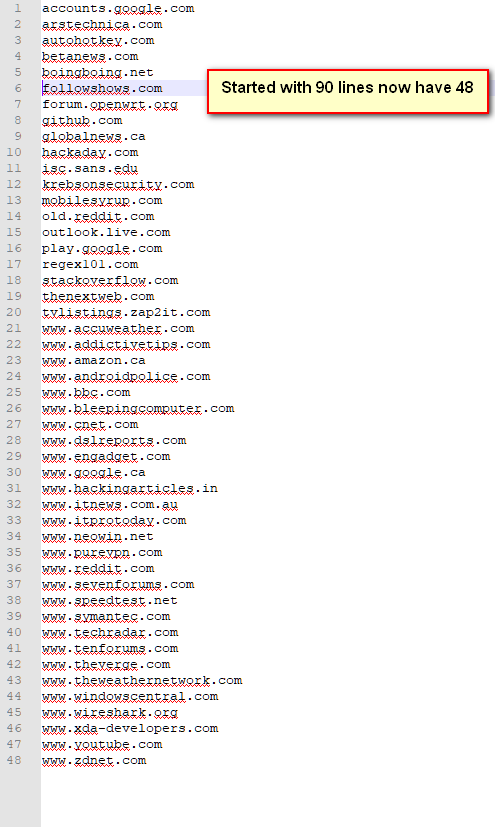 1 accounts.google.com
2 arstechnica.com
3 autohotkey.com
4 betanews.com
5 boingboing.net
Started with 90 lines now have 48
6 followshows.com
7 forum.openwrt.org
8 github.com
9 globalnews.ca
10 hackaday.com
11 isc.sans.edu
12 krebsonsecurity.com
13 mobilesyrup.com
14 old.reddit.com
15 outlook.live.com
16 play.google.com
17 regex101.com
18 stackoverflow.com
19 thenextweb.com
20 tvlistings.zap2it.com
21 www.accuweather.com
22 www.addictivetips.com
23 www.amazon.ca
24 www.androidpolice.com
25 www.bbc.com
26 www.bleepingcomputer.com
27 www.cnet.com
28 www.dslreports.com
29 www.engadget.com
30 www.google.ca
31 www.hackingarticles.in
32 www.itnews.com.au
33 www.itprotoday.com
34 www.neowin.net
35 www.purevpn.com
36 www.reddit.com
37 www.sevenforums.com
38 www.speedtest.net
39 www.symantec.com
40 www.techradar.com
41 www.tenforums.com
42 www.theverge.com
43 www.theweathernetwork.com
44 www.windowscentral.com
45 www.wireshark.org
46 www.xda-developers.com
47 www.youtube.com
48 www.zdnet.com